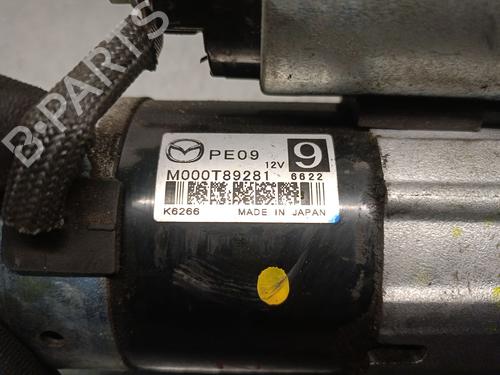 B-PARTS
PE09 12V 9
M000T89281 6622
K6266 MADE IN JAPAN